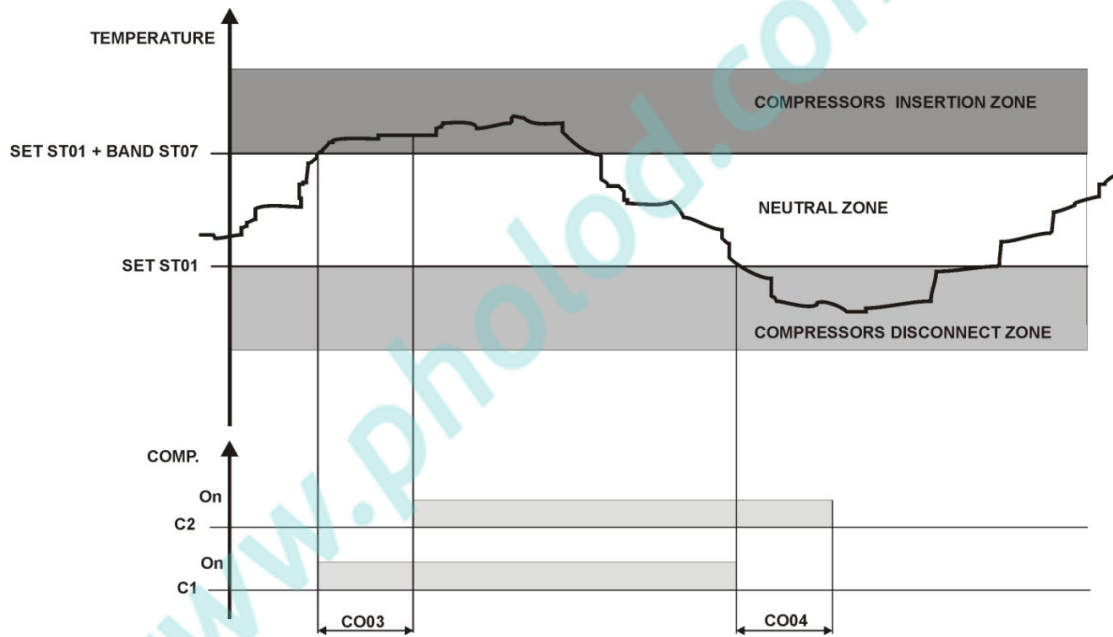 TEMPERATURE
COMPRESSORS INSERTION ZONE
SET ST01 + BAND ST07
NEUTRAL ZONE
SET ST01
COMPRESSORS DISCONNECT ZONE
COMP.
On
C2
On
C1
CO03
CO04
www.pholod.com